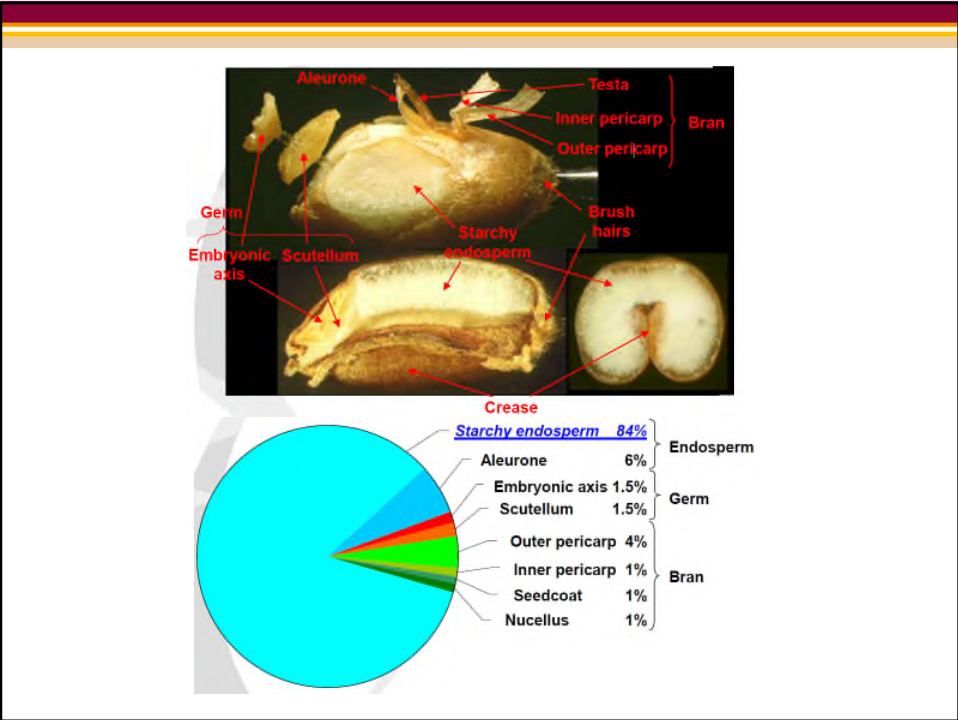 Aleurone
Testa
Inner pericarp
Outer pericarp
Bran
Germ
Embryonic
axis
Scutellum
Starchy
endosperm
Brush
hairs
Crease
Starchy endosperm 84%
Aleurone 6%
Endosperm
Embryonic axis 1.5%
Scutellum 1.5%
Germ
Outer pericarp 4%
Inner pericarp 1%
Seedcoat 1%
Nucellus 1%
Bran